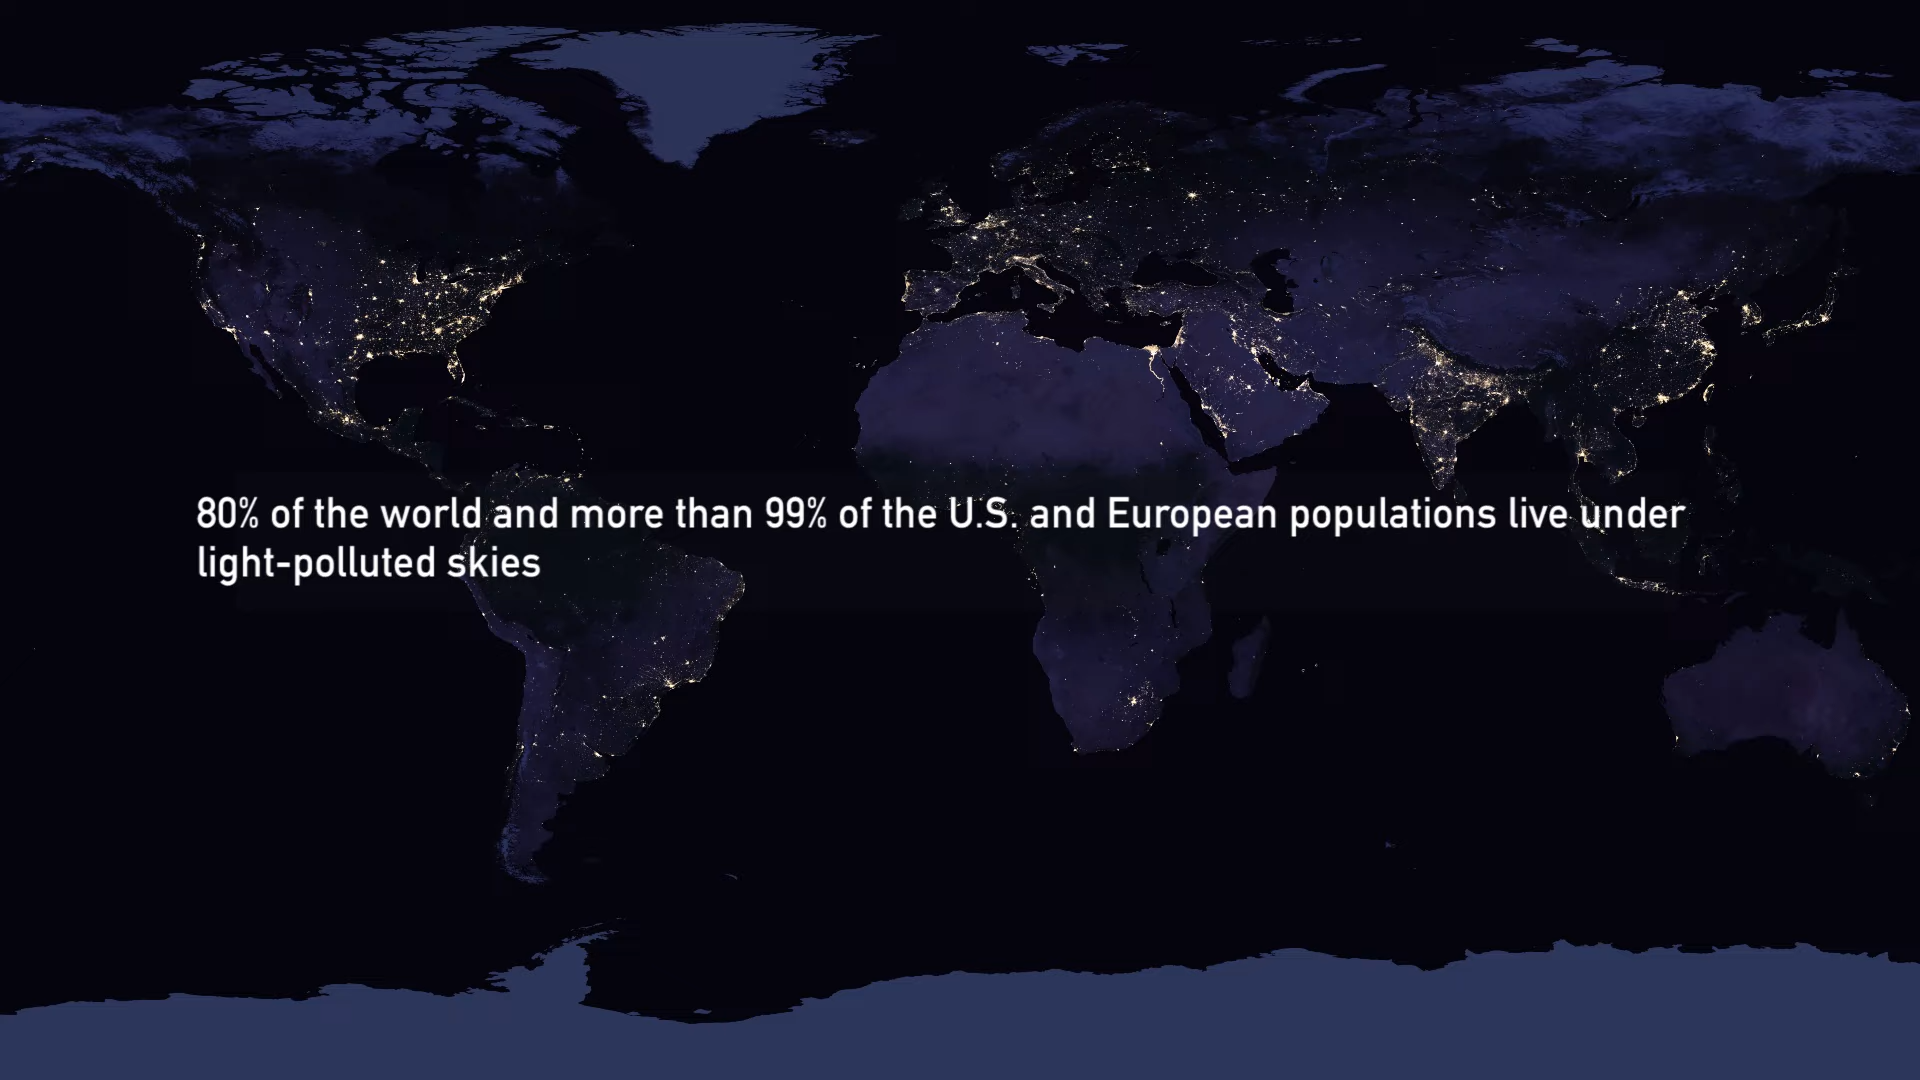 80% of the world and more than 99% of the U.S. and European populations live under
light-polluted skies